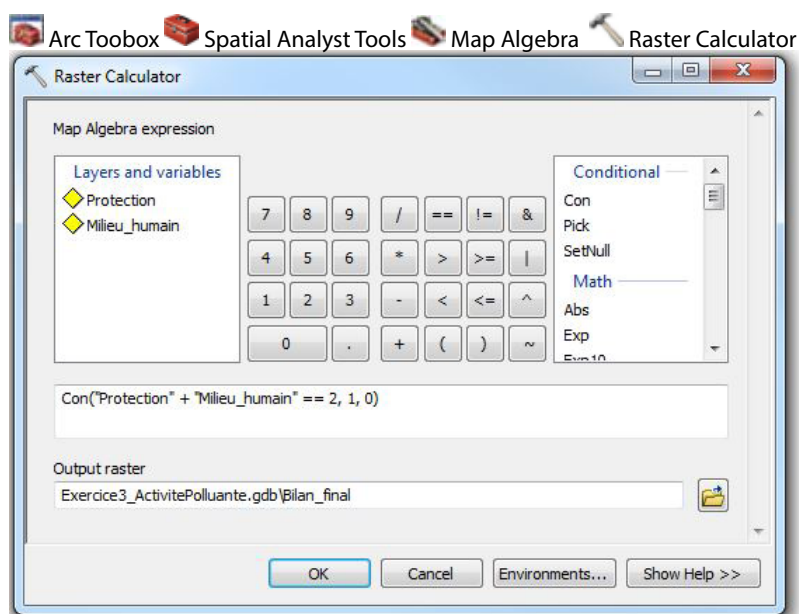 Arc Toobox Spatial Analyst Tools Map Algebra Raster Calculator
Raster Calculator
Map Algebra expression
Layers and variables
Protection
Milieu_humain
7 8 9 / == != &
4 5 6 * > >= |
1 2 3 - < <= ^
0 . + ( ) ~
Conditional
Con
Pick
SetNull
Math
Abs
Exp
Exp10
Con("Protection" + "Milieu_humain" == 2, 1, 0)
Output raster
Exercice3_ActivitePolluante.gdb\Bilan_final
OK Cancel Environments... Show Help >>